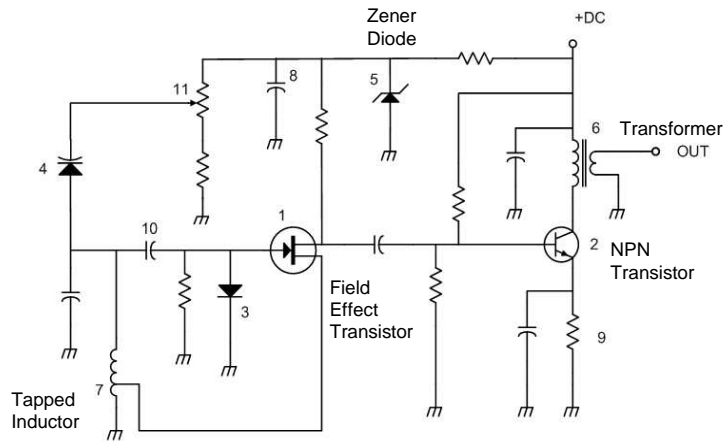 Zener
Diode
+DC
11
8
5
6
Transformer
OUT
4
10
1
2
NPN
Transistor
3
Field
Effect
Transistor
9
7
Tapped
Inductor